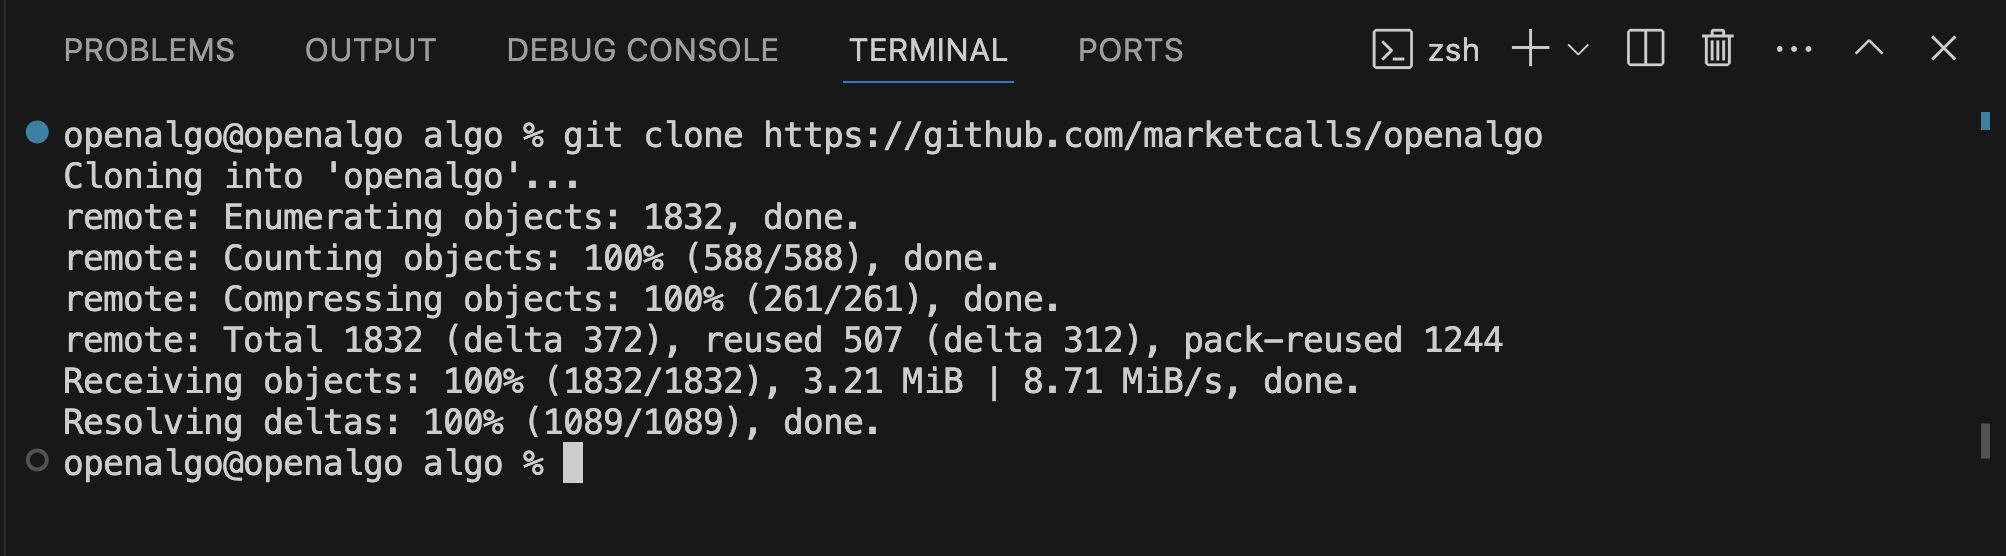 PROBLEMS OUTPUT DEBUG CONSOLE TERMINAL PORTS zsh
openalgo@openalgo algo % git clone https://github.com/marketcalls/openalgo
Cloning into 'openalgo'...
remote: Enumerating objects: 1832, done.
remote: Counting objects: 100% (588/588), done.
remote: Compressing objects: 100% (261/261), done.
remote: Total 1832 (delta 372), reused 507 (delta 312), pack-reused 1244
Receiving objects: 100% (1832/1832), 3.21 MiB | 8.71 MiB/s, done.
Resolving deltas: 100% (1089/1089), done.
openalgo@openalgo algo %